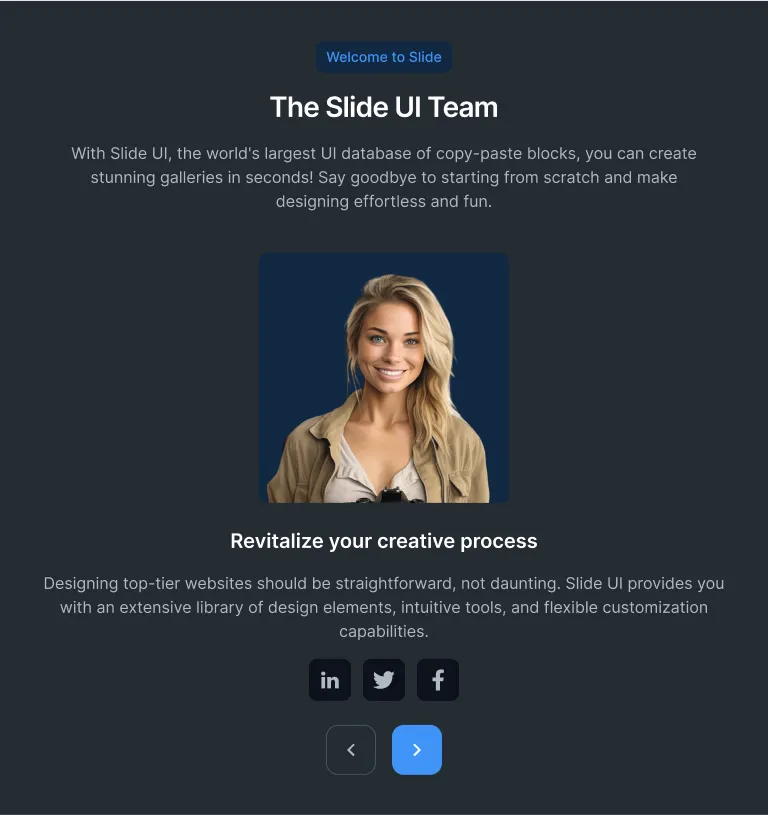 Welcome to Slide
The Slide UI Team
With Slide UI, the world's largest UI database of copy-paste blocks, you can create
stunning galleries in seconds! Say goodbye to starting from scratch and make
designing effortless and fun.
Revitalize your creative process
Designing top-tier websites should be straightforward, not daunting. Slide UI provides you
with an extensive library of design elements, intuitive tools, and flexible customization
capabilities.
in